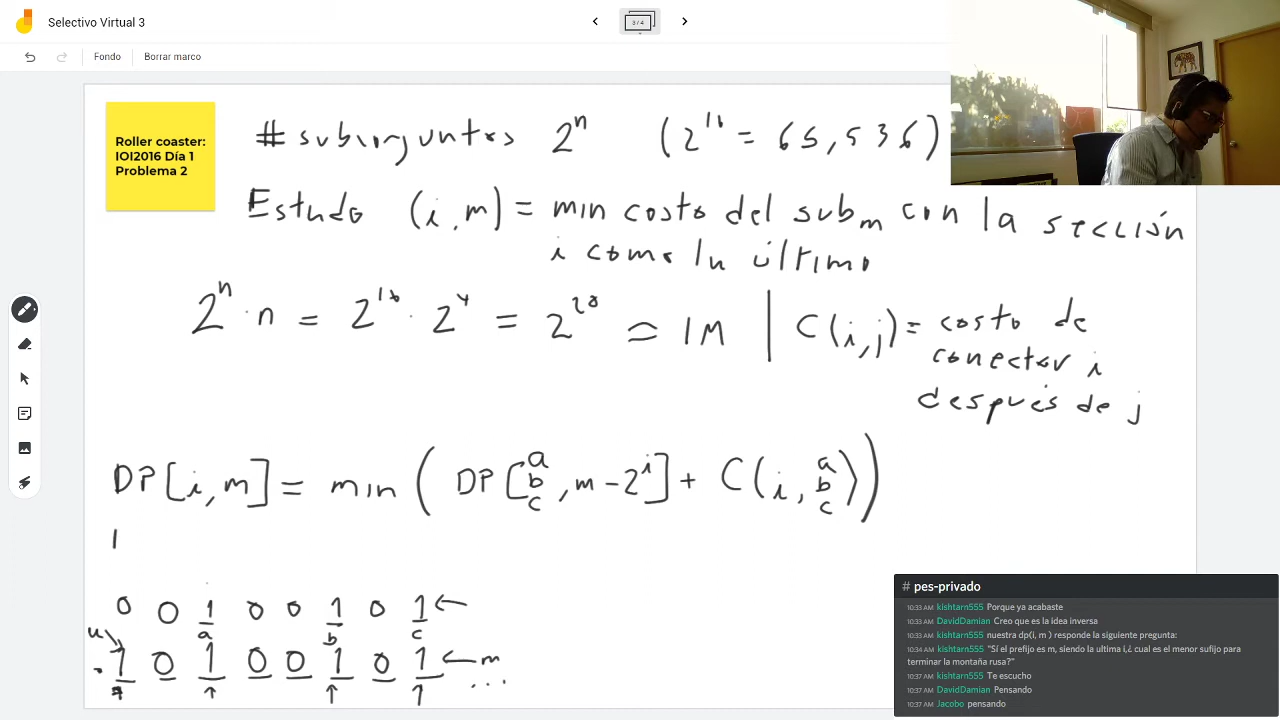 Selectivo Virtual 3
3 / 4
Fondo
Borrar marco
Roller coaster:
IOI2016 Día 1
Problema 2
# subconjuntos 2^n (2^16 = 65,536)
Estado (i,m) = min costo del sub_m con la sección
i como la último
2^n · n = 2^16 · 2^4 = 2^20 ≃ 1M | C(i,j) = costo de
conectar i
después de j
DP[i,m] = min ( DP[a b c, m-2^i] + C(i, a b c) )
0 0 1 0 0 1 0 1 ←
a b c
1 0 1 0 0 1 0 1 ← m
...
# pes-privado
10:33 AM kishtarn555 Porque ya acabaste
10:33 AM DavidDamian Creo que es la idea inversa
10:33 AM kishtarn555 nuestra dp(i, m ) responde la siguiente pregunta:
10:34 AM kishtarn555 "Sí el prefijo es m, siendo la ultima i,¿ cual es el menor sufijo para
terminar la montaña rusa?"
10:37 AM kishtarn555 Te escucho
10:37 AM DavidDamian Pensando
10:37 AM Jacobo pensando